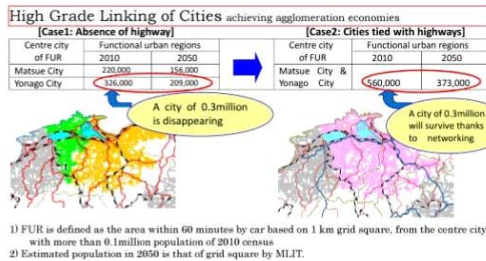 High Grade Linking of Cities achieving agglomeration economies
[Case1: Absence of highway]
Centre city of FUR Functional urban regions
2010 2050
Matsue City 220,000 156,000
Yonago City 326,000 209,000
A city of 0.3million
is disappearing
[Case2: Cities tied with highways]
Centre city of FUR Functional urban regions
2010 2050
Matsue City &
Yonago City 560,000 373,000
A city of 0.3million
will survive thanks
to networking
1) FUR is defined as the area within 60 minutes by car based on 1 km grid square, from the centre city
with more than 0.1million population of 2010 census
2) Estimated population in 2050 is that of grid square by MLIT.